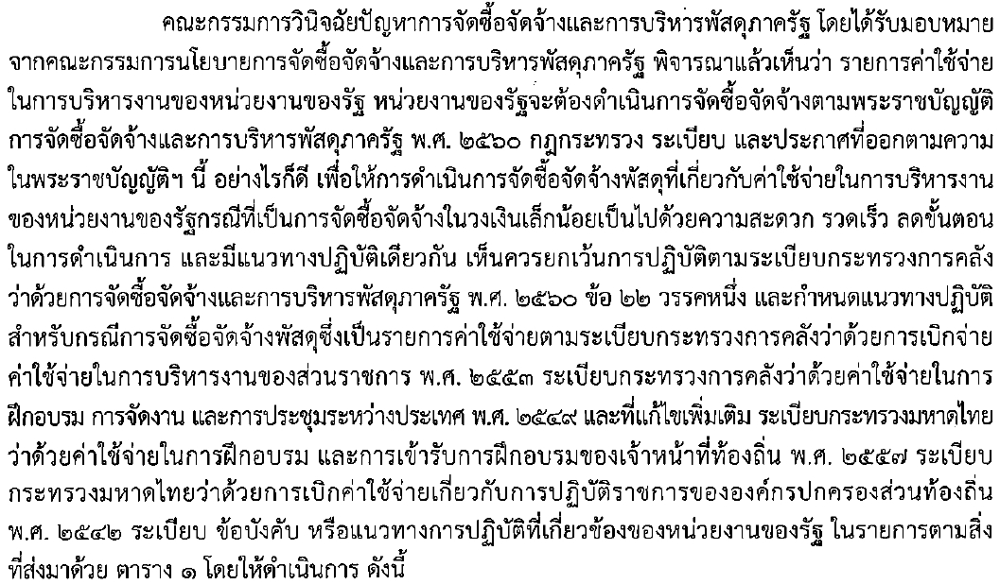 คณะกรรมการวินิจฉัยปัญหาการจัดซื้อจัดจ้างและการบริหารพัสดุภาครัฐ โดยได้รับมอบหมาย
จากคณะกรรมการนโยบายการจัดซื้อจัดจ้างและการบริหารพัสดุภาครัฐ พิจารณาแล้วเห็นว่า รายการค่าใช้จ่าย
ในการบริหารงานของหน่วยงานของรัฐ หน่วยงานของรัฐจะต้องดำเนินการจัดซื้อจัดจ้างตามพระราชบัญญัติ
การจัดซื้อจัดจ้างและการบริหารพัสดุภาครัฐ พ.ศ. ๒๕๖๐ กฎกระทรวง ระเบียบ และประกาศที่ออกตามความ
ในพระราชบัญญัติฯ นี้ อย่างไรก็ดี เพื่อให้การดำเนินการจัดซื้อจัดจ้างพัสดุที่เกี่ยวกับค่าใช้จ่ายในการบริหารงาน
ของหน่วยงานของรัฐกรณีที่เป็นการจัดซื้อจัดจ้างในวงเงินเล็กน้อยเป็นไปด้วยความสะดวก รวดเร็ว ลดขั้นตอน
ในการดำเนินการ และมีแนวทางปฏิบัติเดียวกัน เห็นควรยกเว้นการปฏิบัติตามระเบียบกระทรวงการคลัง
ว่าด้วยการจัดซื้อจัดจ้างและการบริหารพัสดุภาครัฐ พ.ศ. ๒๕๖๐ ข้อ ๒๒ วรรคหนึ่ง และกำหนดแนวทางปฏิบัติ
สำหรับกรณีการจัดซื้อจัดจ้างพัสดุซึ่งเป็นรายการค่าใช้จ่ายตามระเบียบกระทรวงการคลังว่าด้วยการเบิกจ่าย
ค่าใช้จ่ายในการบริหารงานของส่วนราชการ พ.ศ. ๒๕๕๓ ระเบียบกระทรวงการคลังว่าด้วยค่าใช้จ่ายในการ
ฝึกอบรม การจัดงาน และการประชุมระหว่างประเทศ พ.ศ. ๒๕๔๙ และที่แก้ไขเพิ่มเติม ระเบียบกระทรวงมหาดไทย
ว่าด้วยค่าใช้จ่ายในการฝึกอบรม และการเข้ารับการฝึกอบรมของเจ้าหน้าที่ท้องถิ่น พ.ศ. ๒๕๕๗ ระเบียบ
กระทรวงมหาดไทยว่าด้วยการเบิกค่าใช้จ่ายเกี่ยวกับการปฏิบัติราชการขององค์กรปกครองส่วนท้องถิ่น
พ.ศ. ๒๕๔๒ ระเบียบ ข้อบังคับ หรือแนวทางการปฏิบัติที่เกี่ยวข้องของหน่วยงานของรัฐ ในรายการตามสิ่ง
ที่ส่งมาด้วย ตาราง ๑ โดยให้ดำเนินการ ดังนี้